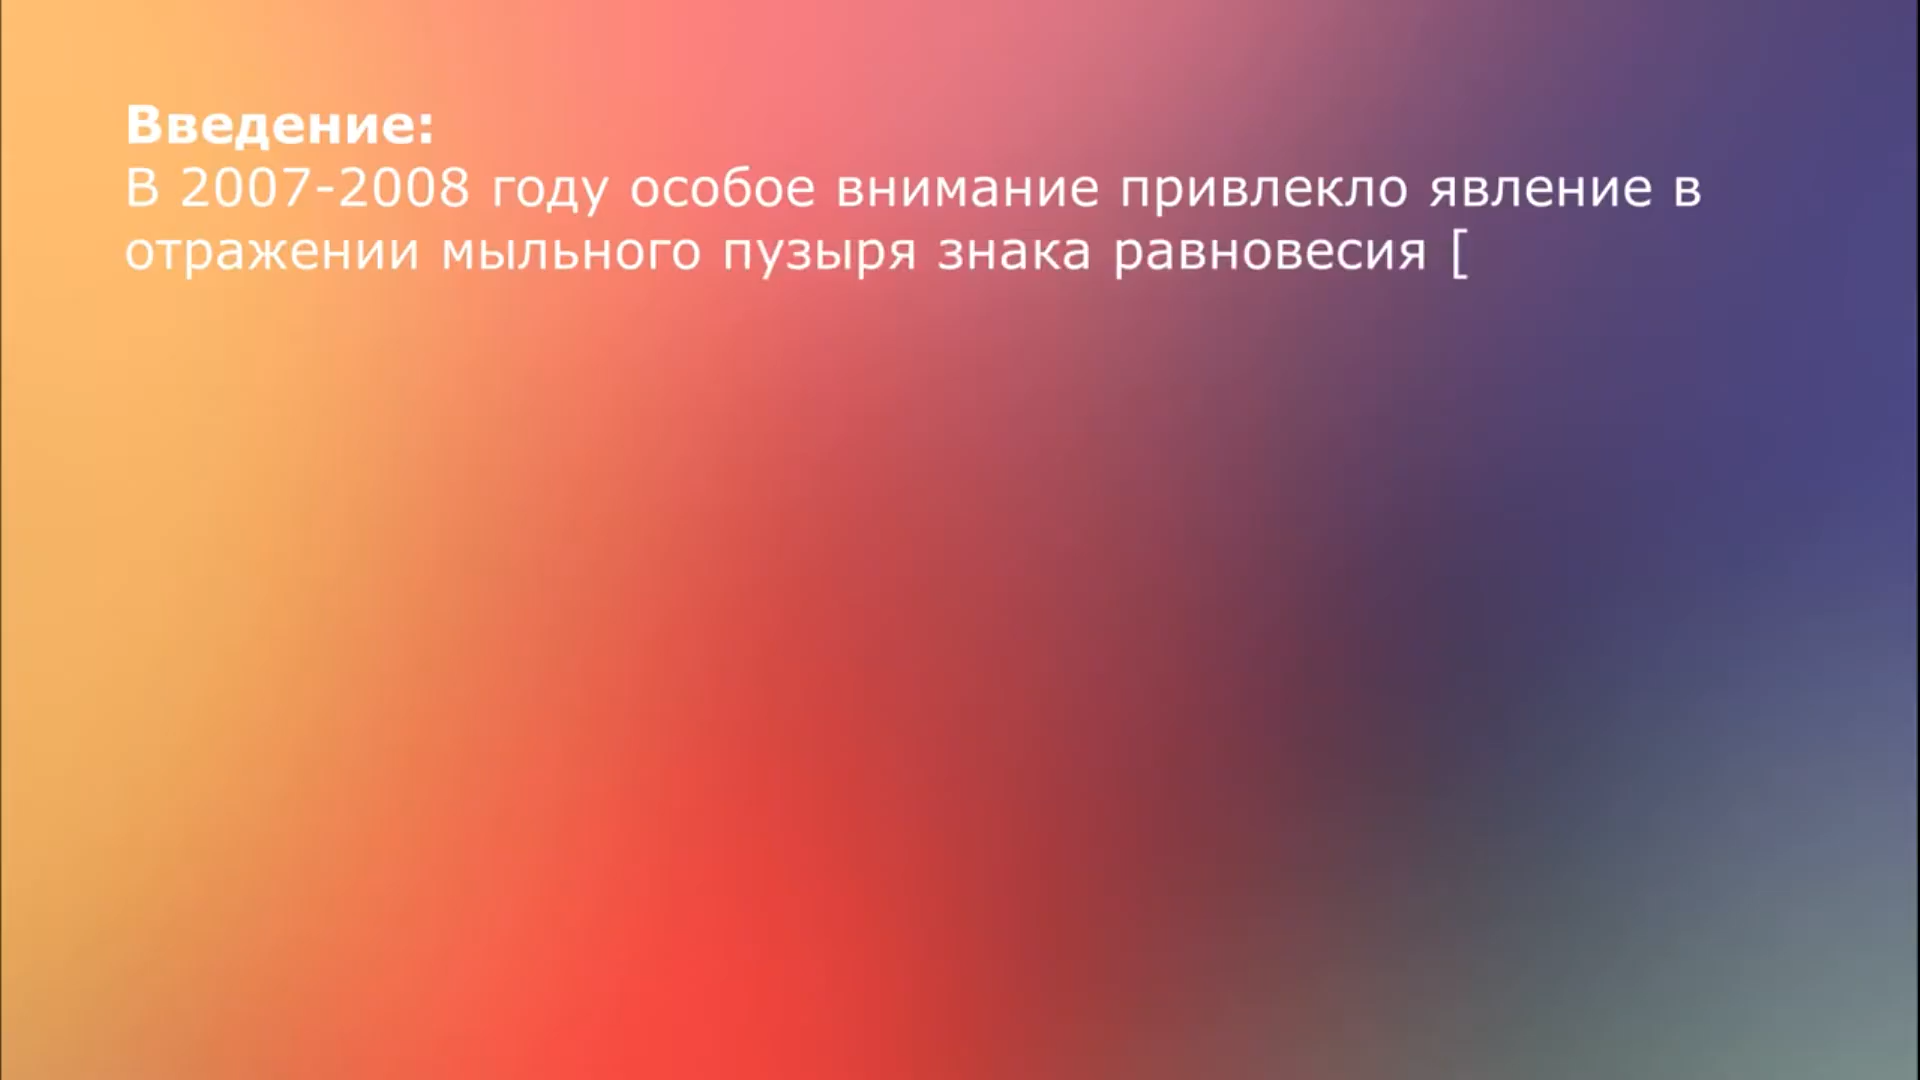 Введение:
В 2007-2008 году особое внимание привлекло явление в
отражении мыльного пузыря знака равновесия [